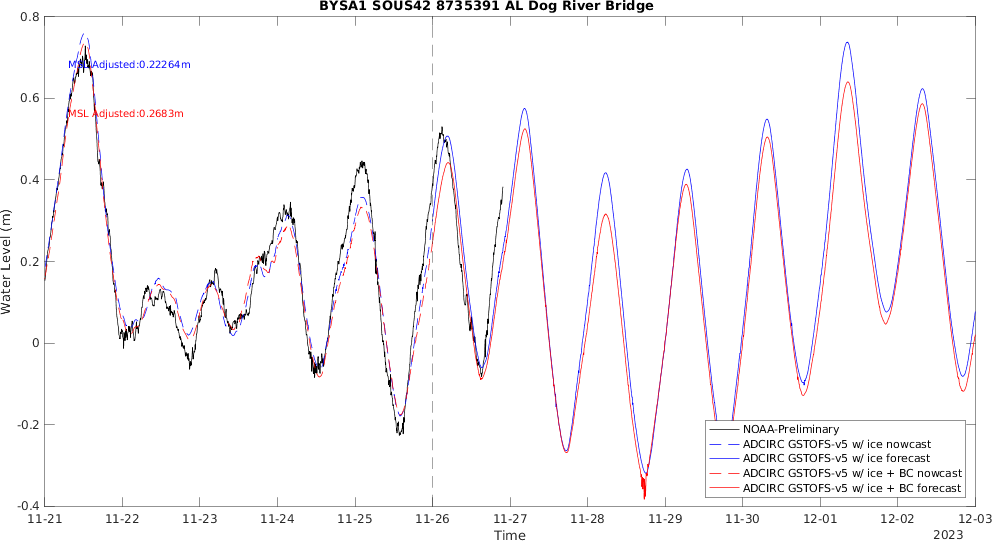 BYSA1 SOUS42 8735391 AL Dog River Bridge
0.8
0.6
0.4
0.2
0
-0.2
-0.4
Water Level (m)
MSL Adjusted:0.22264m
MSL Adjusted:0.2683m
NOAA-Preliminary
ADCIRC GSTOFS-v5 w/ ice nowcast
ADCIRC GSTOFS-v5 w/ ice forecast
ADCIRC GSTOFS-v5 w/ ice + BC nowcast
ADCIRC GSTOFS-v5 w/ ice + BC forecast
11-21 11-22 11-23 11-24 11-25 11-26 11-27 11-28 11-29 11-30 12-01 12-02 12-03
Time
2023